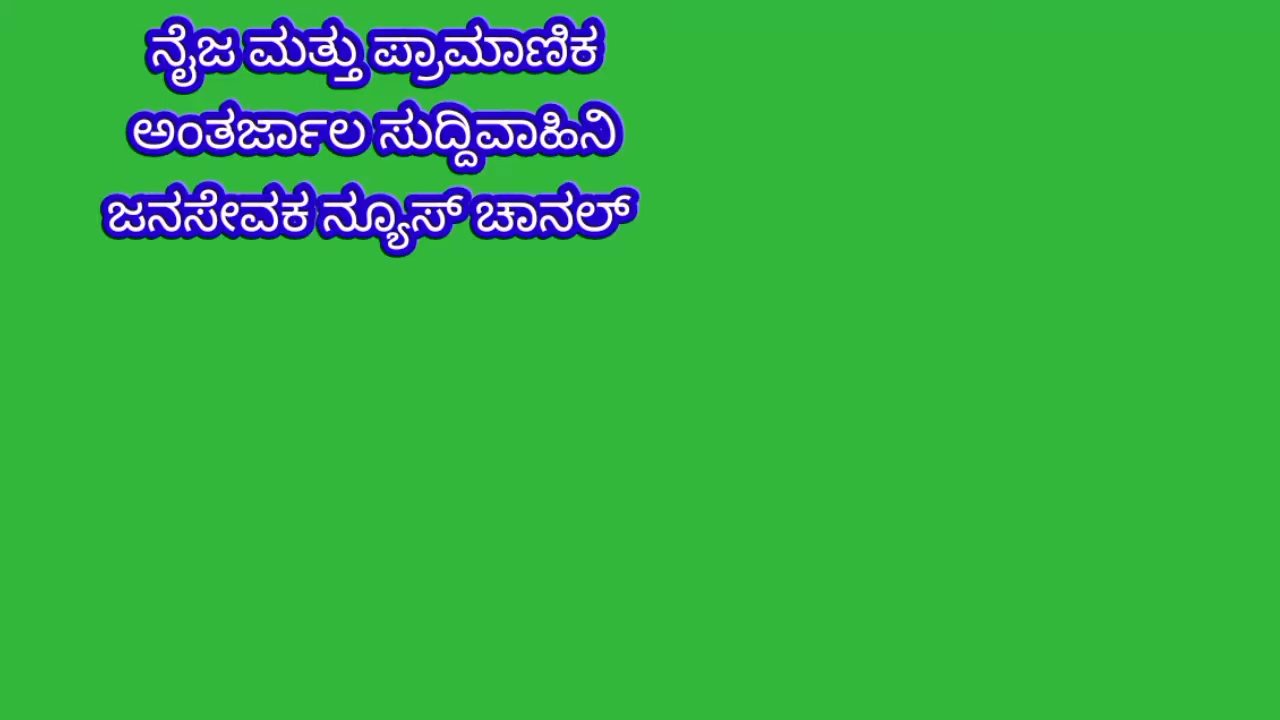 ನೈಜ ಮತ್ತು ಪ್ರಾಮಾಣಿಕ
ಅಂತರ್ಜಾಲ ಸುದ್ದಿವಾಹಿನಿ
ಜನಸೇವಕ ನ್ಯೂಸ್ ಚಾನಲ್